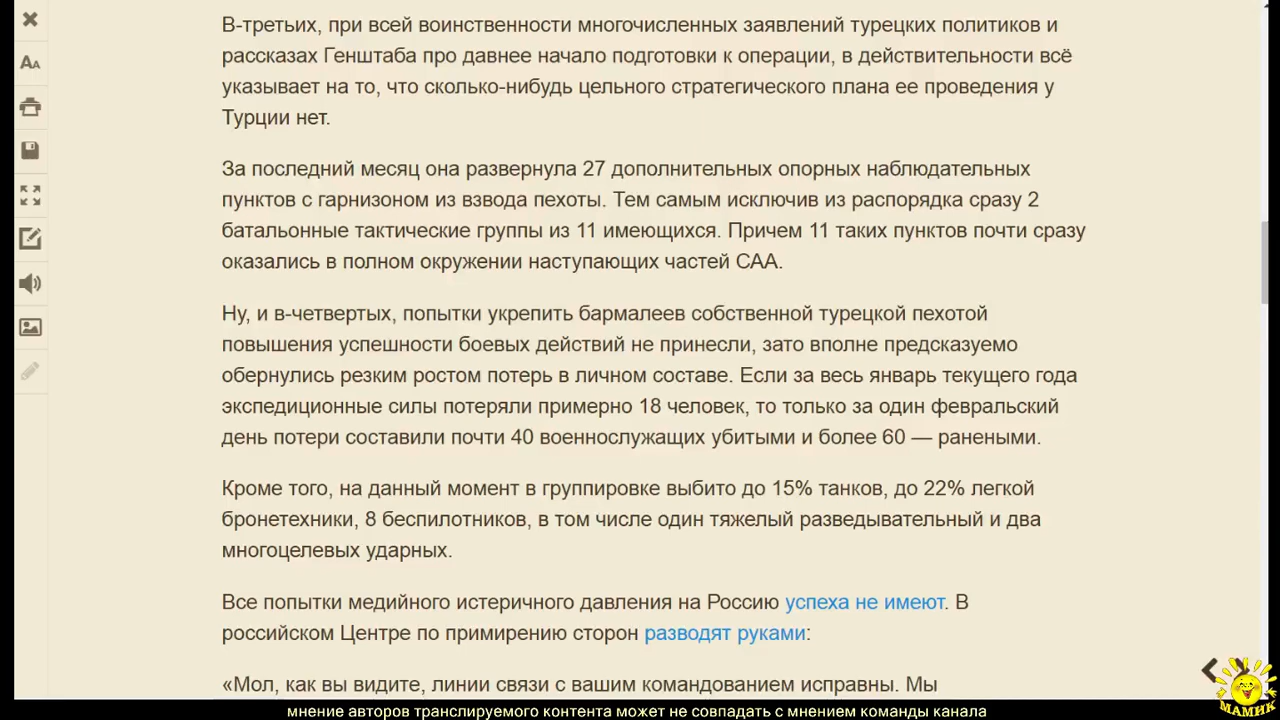 В-третьих, при всей воинственности многочисленных заявлений турецких политиков и
рассказах Генштаба про давнее начало подготовки к операции, в действительности всё
указывает на то, что сколько-нибудь цельного стратегического плана ее проведения у
Турции нет.
За последний месяц она развернула 27 дополнительных опорных наблюдательных
пунктов с гарнизоном из взвода пехоты. Тем самым исключив из распорядка сразу 2
батальонные тактические группы из 11 имеющихся. Причем 11 таких пунктов почти сразу
оказались в полном окружении наступающих частей САА.
Ну, и в-четвертых, попытки укрепить бармалеев собственной турецкой пехотой
повышения успешности боевых действий не принесли, зато вполне предсказуемо
обернулись резким ростом потерь в личном составе. Если за весь январь текущего года
экспедиционные силы потеряли примерно 18 человек, то только за один февральский
день потери составили почти 40 военнослужащих убитыми и более 60 — ранеными.
Кроме того, на данный момент в группировке выбито до 15% танков, до 22% легкой
бронетехники, 8 беспилотников, в том числе один тяжелый разведывательный и два
многоцелевых ударных.
Все попытки медийного истеричного давления на Россию успеха не имеют. В
российском Центре по примирению сторон разводят руками:
«Мол, как вы видите, линии связи с вашим командованием исправны. Мы
МАМИК
мнение авторов транслируемого контента может не совпадать с мнением команды канала